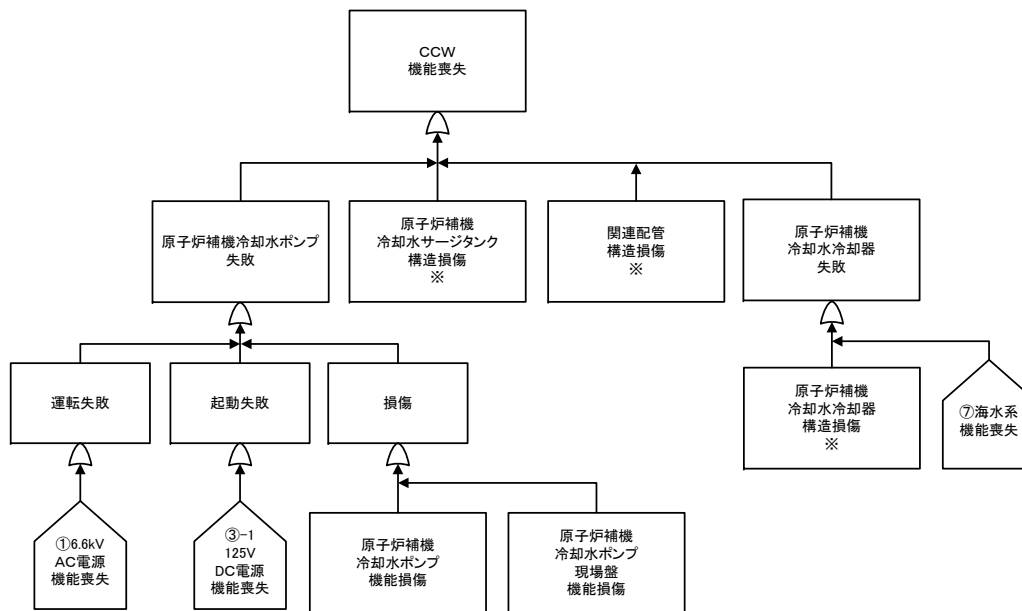 CCW
機能喪失
原子炉補機冷却水ポンプ
失敗
原子炉補機
冷却水サージタンク
構造損傷
※
関連配管
構造損傷
※
原子炉補機
冷却水冷却器
失敗
運転失敗
起動失敗
損傷
原子炉補機
冷却水冷却器
構造損傷
※
⑦海水系
機能喪失
①6.6kV
AC電源
機能喪失
③-1
125V
DC電源
機能喪失
原子炉補機
冷却水ポンプ
機能損傷
原子炉補機
冷却水ポンプ
現場盤
機能損傷